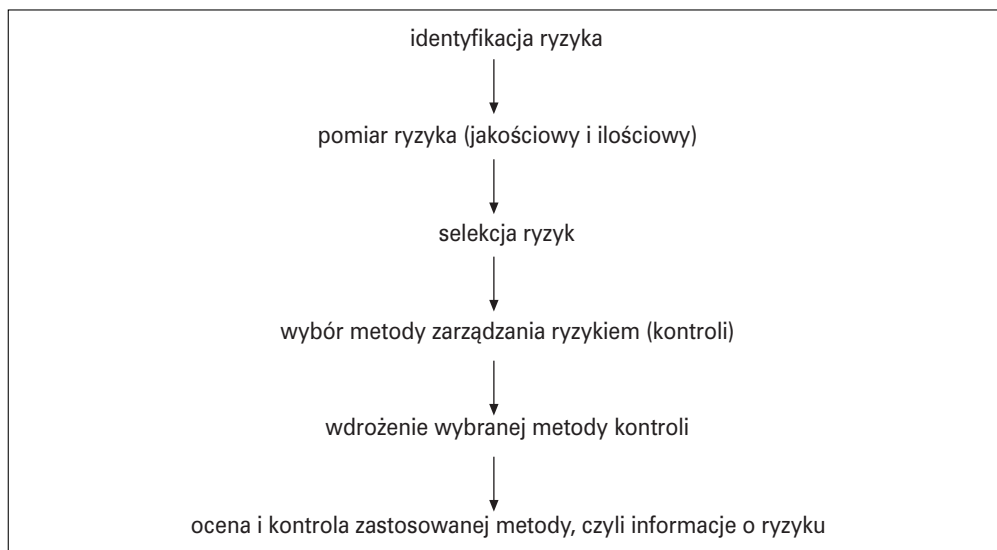 identyfikacja ryzyka
pomiar ryzyka (jakościowy i ilościowy)
selekcja ryzyk
wybór metody zarządzania ryzykiem (kontroli)
wdrożenie wybranej metody kontroli
ocena i kontrola zastosowanej metody, czyli informacje o ryzyku